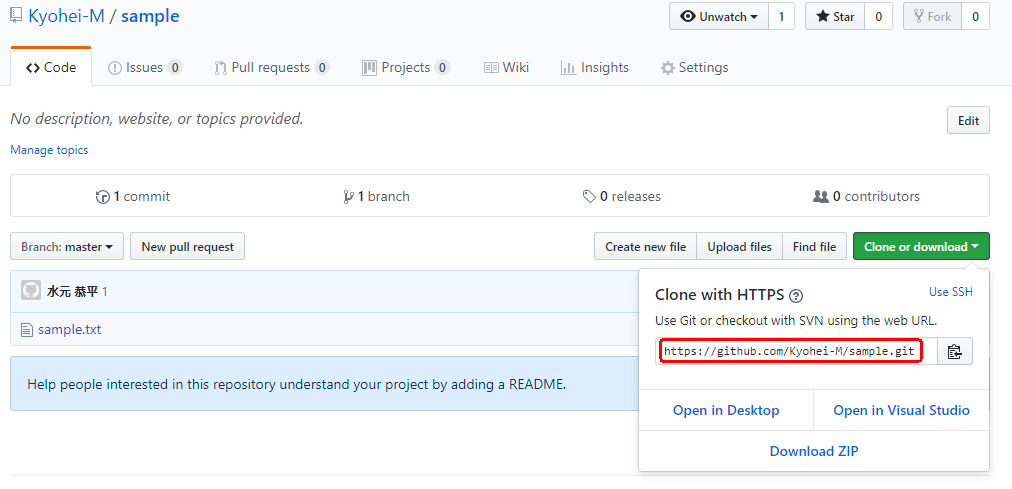 Kyohei-M / sample
Unwatch 1 Star 0 Fork 0
Code Issues 0 Pull requests 0 Projects 0 Wiki Insights Settings
No description, website, or topics provided.
Edit
Manage topics
1 commit 1 branch 0 releases 0 contributors
Branch: master New pull request Create new file Upload files Find file Clone or download
水元 恭平 1
sample.txt
Help people interested in this repository understand your project by adding a README.
Clone with HTTPS Use SSH
Use Git or checkout with SVN using the web URL.
https://github.com/Kyohei-M/sample.git
Open in Desktop Open in Visual Studio
Download ZIP